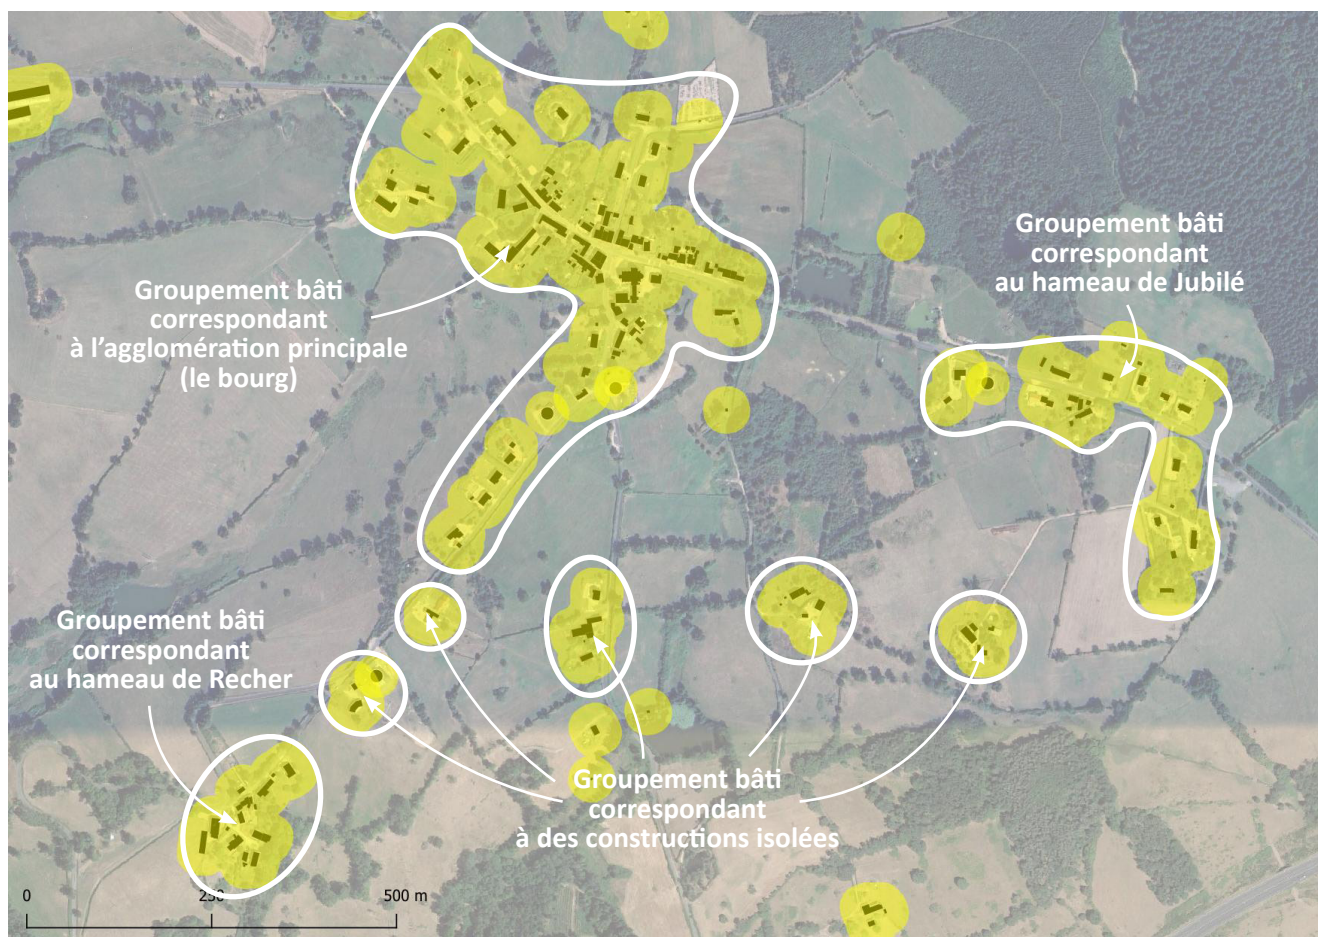 Groupement bâti
correspondant
au hameau de Jubilé
Groupement bâti
correspondant
à l’agglomération principale
(le bourg)
Groupement bâti
correspondant
au hameau de Recher
Groupement bâti
correspondant
à des constructions isolées
0 250 500 m